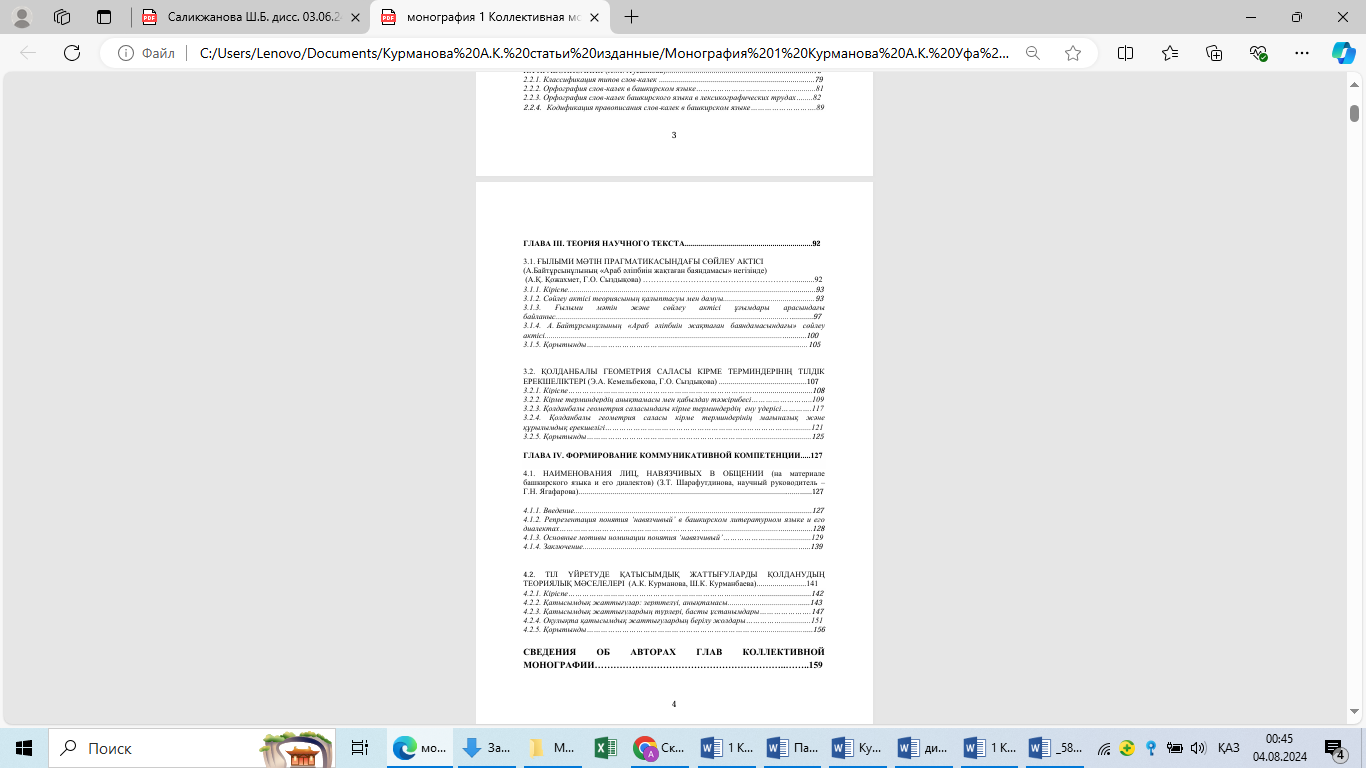 Саликжанова Ш.Б. дисс. 03.06.2
монография 1 Коллективная мо
Файл
C:/Users/Lenovo/Documents/Курманова%20А.К.%20статьи%20изданные/Монография%201%20Курманова%20А.К.%20Уфа%2...
2.2.1. Классификация типов слов-калек ...79
2.2.2. Орфография слов-калек в башкирском языке...81
2.2.3. Орфография слов-калек башкирского языка в лексикографических трудах ...82
2.2.4. Кодификация правописания слов-калек в башкирском языке...89
3
ГЛАВА III. ТЕОРИЯ НАУЧНОГО ТЕКСТА...92
3.1. ҒЫЛЫМИ МӘТІН ПРАГМАТИКАСЫНДАҒЫ СӨЙЛЕУ АКТІСІ
(А.Байтұрсынұлының «Араб әліпбиін жақтаған баяндамасы» негізінде)
(А.Қ. Қожахмет, Г.О. Сыздықова) ...92
3.1.1. Кіріспе...93
3.1.2. Сөйлеу актісі теориясының қалыптасуы мен дамуы...93
3.1.3. Ғылыми мәтін және сөйлеу актісі ұғымдары арасындағы
байланыс...97
3.1.4. А.Байтұрсынұлының «Араб әліпбиін жақтаған баяндамасындағы» сөйлеу
актісі...100
3.1.5. Қорытынды...105
3.2. ҚОЛДАНБАЛЫ ГЕОМЕТРИЯ САЛАСЫ КІРМЕ ТЕРМИНДЕРІНІҢ ТІЛДІК
ЕРЕКШЕЛІКТЕРІ (Э.А. Кемельбекова, Г.О. Сыздықова) ...107
3.2.1. Кіріспе...108
3.2.2. Кірме терминдердің анықтамасы мен қабылдау тәжірибесі...109
3.2.3. Қолданбалы геометрия саласындағы кірме терминдердің ену үдерісі...117
3.2.4. Қолданбалы геометрия саласы кірме терминдерінің мағыналық және
құрылымдық ерекшелігі...121
3.2.5. Қорытынды...125
ГЛАВА IV. ФОРМИРОВАНИЕ КОММУНИКАТИВНОЙ КОМПЕТЕНЦИИ.....127
4.1. НАИМЕНОВАНИЯ ЛИЦ, НАВЯЗЧИВЫХ В ОБЩЕНИИ (на материале
башкирского языка и его диалектов) (З.Т. Шарафутдинова, научный руководитель –
Г.Н. Ягафарова)...127
4.1.1. Введение...127
4.1.2. Репрезентация понятия ‘навязчивый’ в башкирском литературном языке и его
диалектах...128
4.1.3. Основные мотивы номинации понятия ‘навязчивый’...129
4.1.4. Заключение...139
4.2. ТІЛ ҮЙРЕТУДЕ ҚАТЫСЫМДЫҚ ЖАТТЫҒУЛАРДЫ ҚОЛДАНУДЫҢ
ТЕОРИЯЛЫҚ МӘСЕЛЕЛЕРІ (А.К. Курманова, Ш.К. Курманбаева)...141
4.2.1. Кіріспе...142
4.2.2. Қатысымдық жаттығулар: зерттелуі, анықтамасы...143
4.2.3. Қатысымдық жаттығулардың түрлері, басты ұстанымдары...147
4.2.4. Оқулықта қатысымдық жаттығулардың берілу жолдары...151
4.2.5. Қорытынды...156
СВЕДЕНИЯ ОБ АВТОРАХ ГЛАВ КОЛЛЕКТИВНОЙ
МОНОГРАФИИ...159
4
Поиск
мо...
За...
М...
Ск...
1 К...
Па...
Ку...
ди...
1 К...
_58...
ҚАЗ
00:45
04.08.2024
4